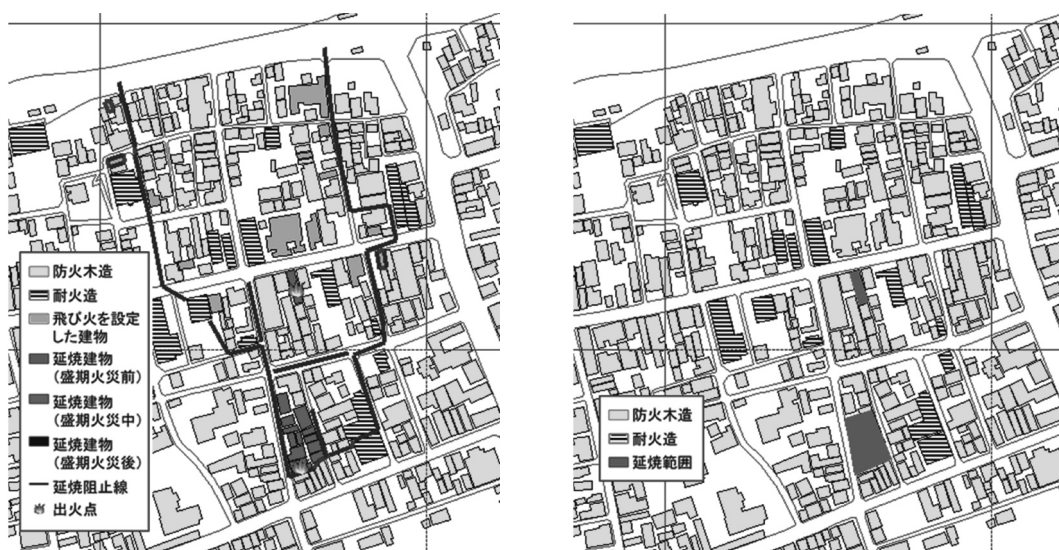 防火木造
耐火造
飛び火を設定
した建物
延焼建物
(盛期火災前)
延焼建物
(盛期火災中)
延焼建物
(盛期火災後)
延焼阻止線
出火点
防火木造
耐火造
延焼範囲